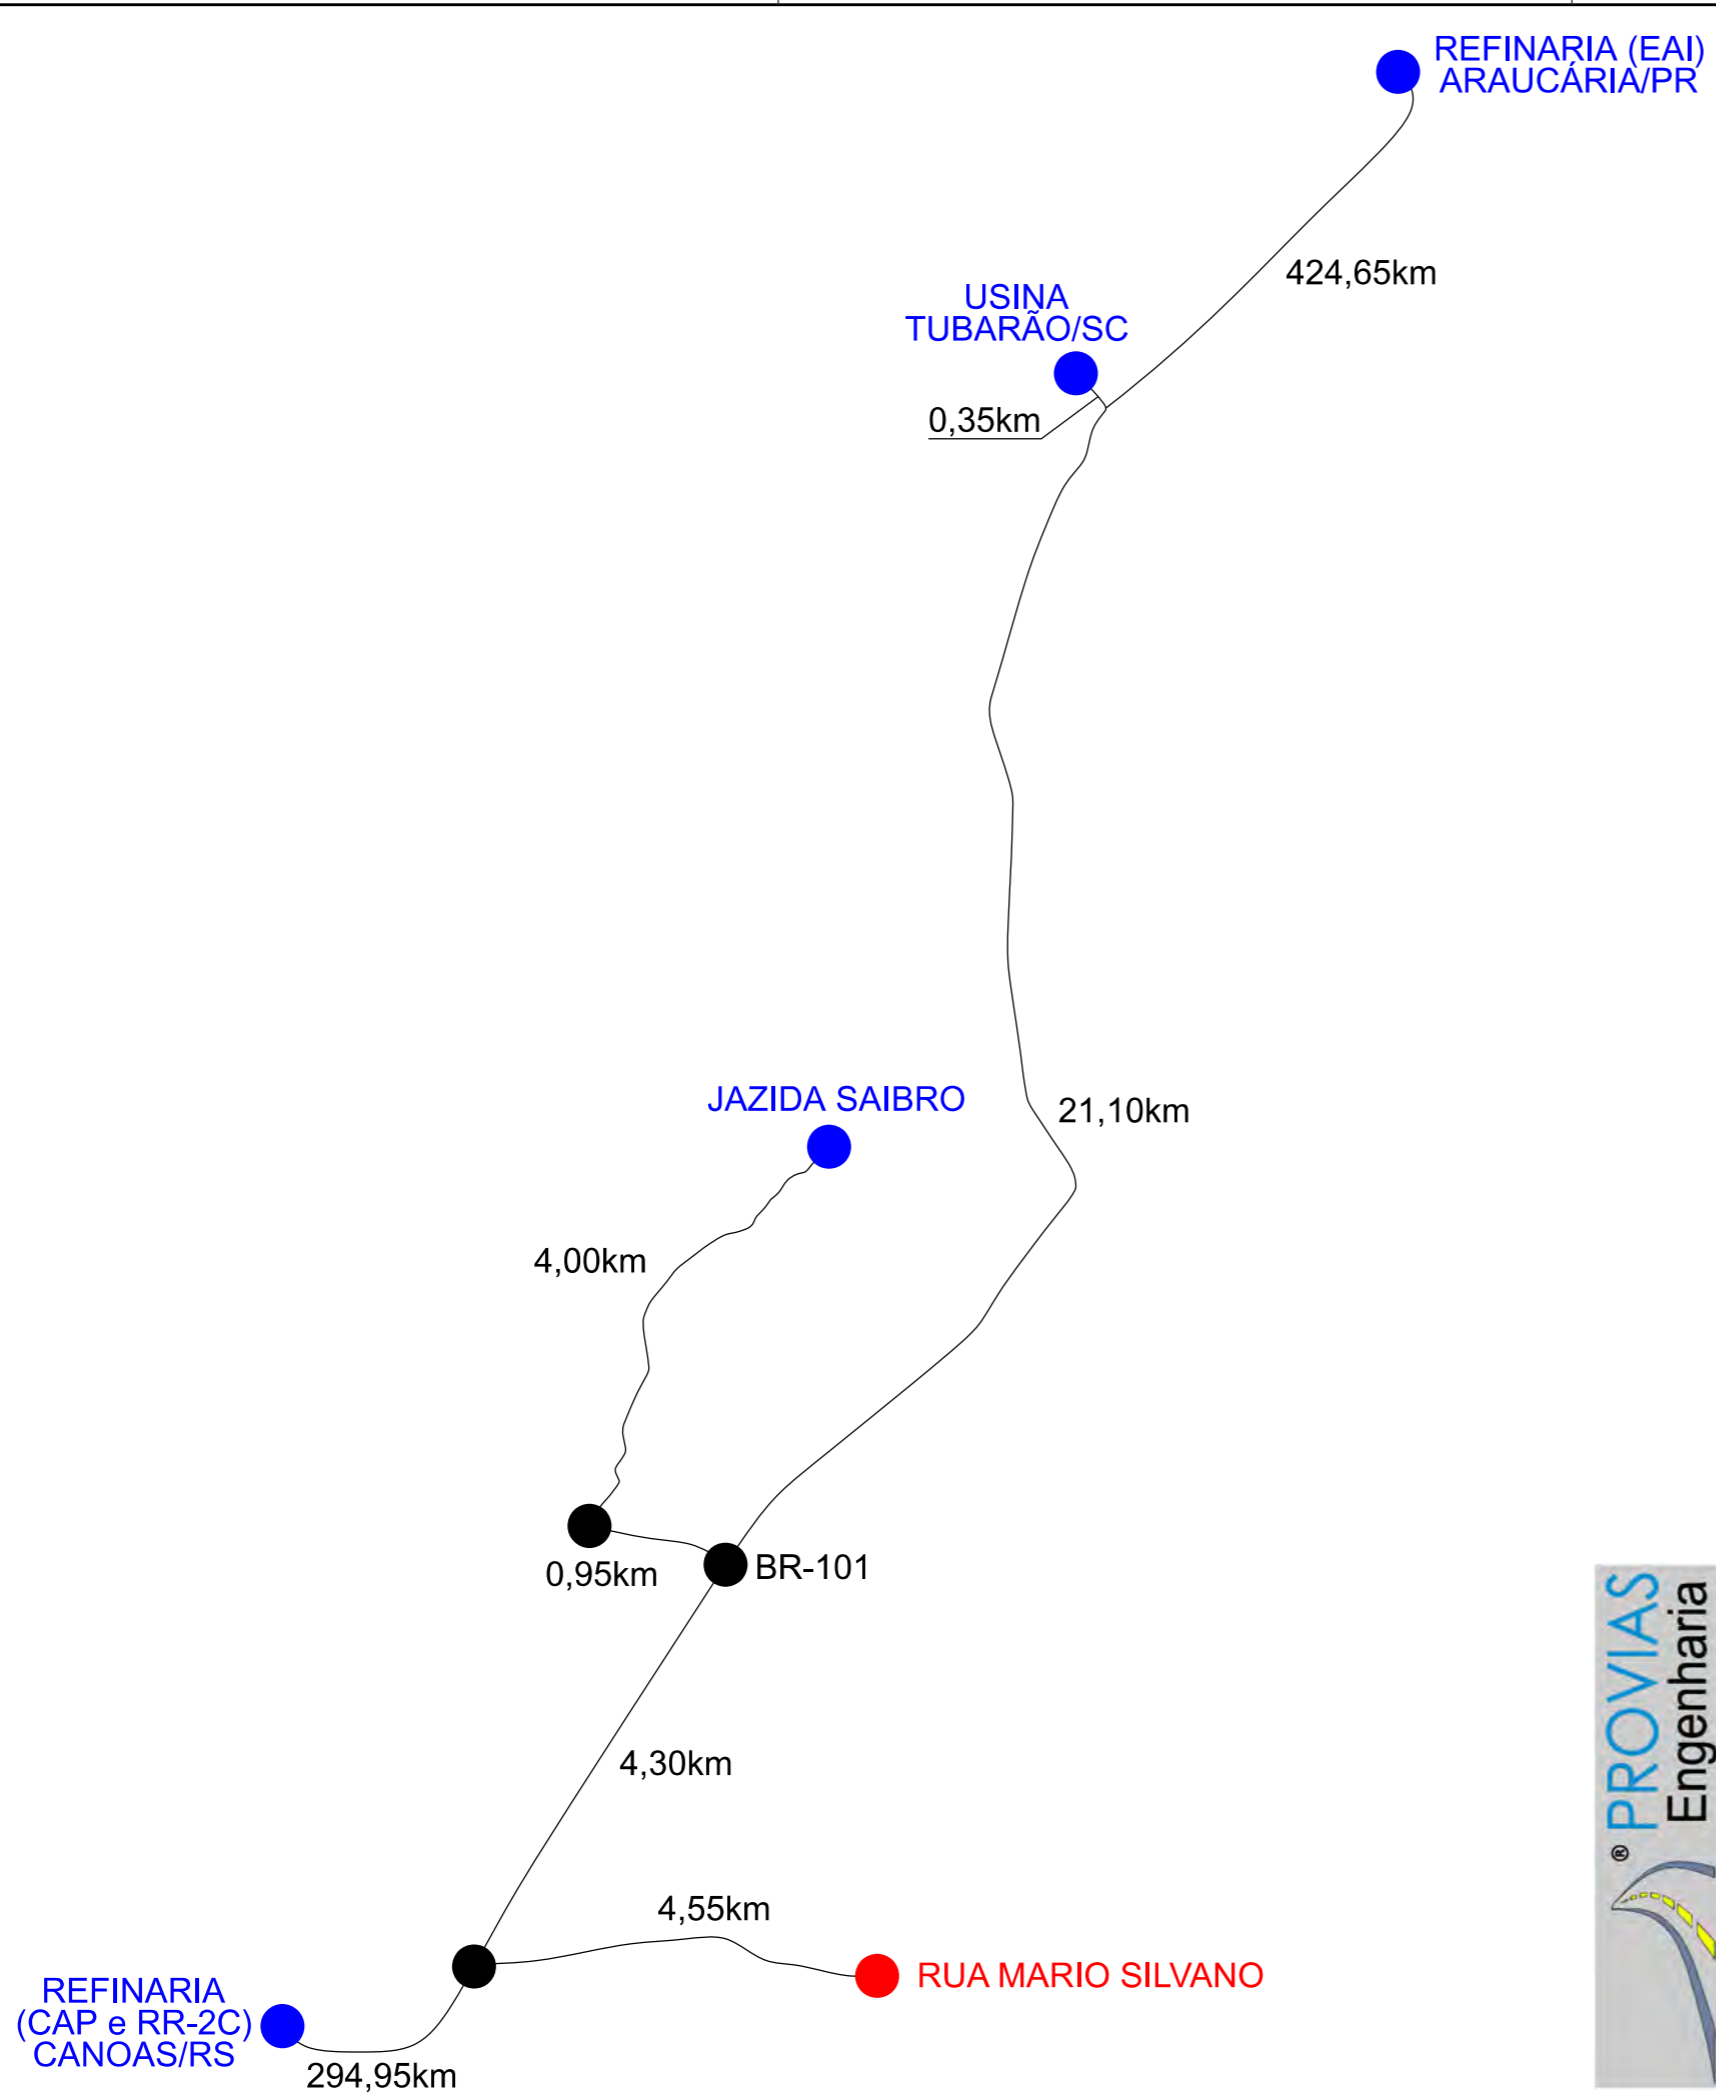 REFINARIA (EAI)
ARAUCÁRIA/PR
424,65km
USINA
TUBARÃO/SC
0,35km
JAZIDA SAIBRO
21,10km
4,00km
0,95km
BR-101
4,30km
4,55km
RUA MARIO SILVANO
REFINARIA
(CAP e RR-2C)
CANOAS/RS
294,95km
® PROVIAS
Engenharia